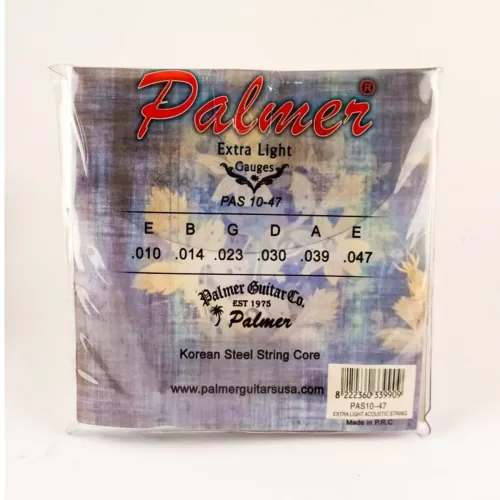 Palmer®
Extra Light
Gauges
PAS 10-47
E B G D A E
.010 .014 .023 .030 .039 .047
Palmer Guitar Co.
EST 1975
Palmer
Korean Steel String Core
www.palmerguitarsusa.com
8 222360 339909
PAS10-47
EXTRA LIGHT ACOUSTIC STRING
Made in P.R.C